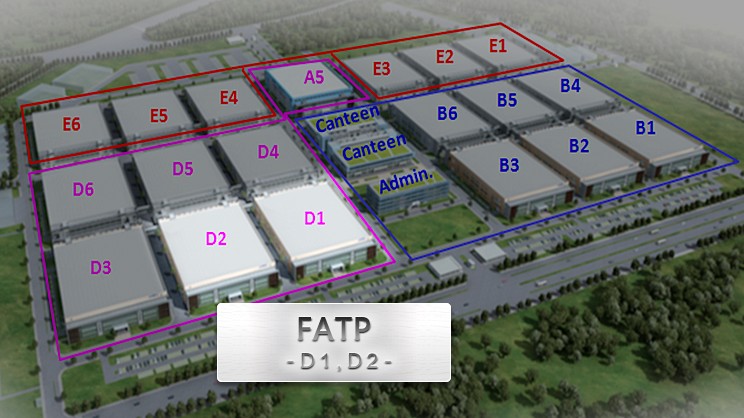 E1
E2
E3
A5
E4
E5
E6
B4
B5
B6
B1
B2
B3
Canteen
Canteen
Admin.
D4
D5
D6
D1
D2
D3
FATP
-D1,D2-